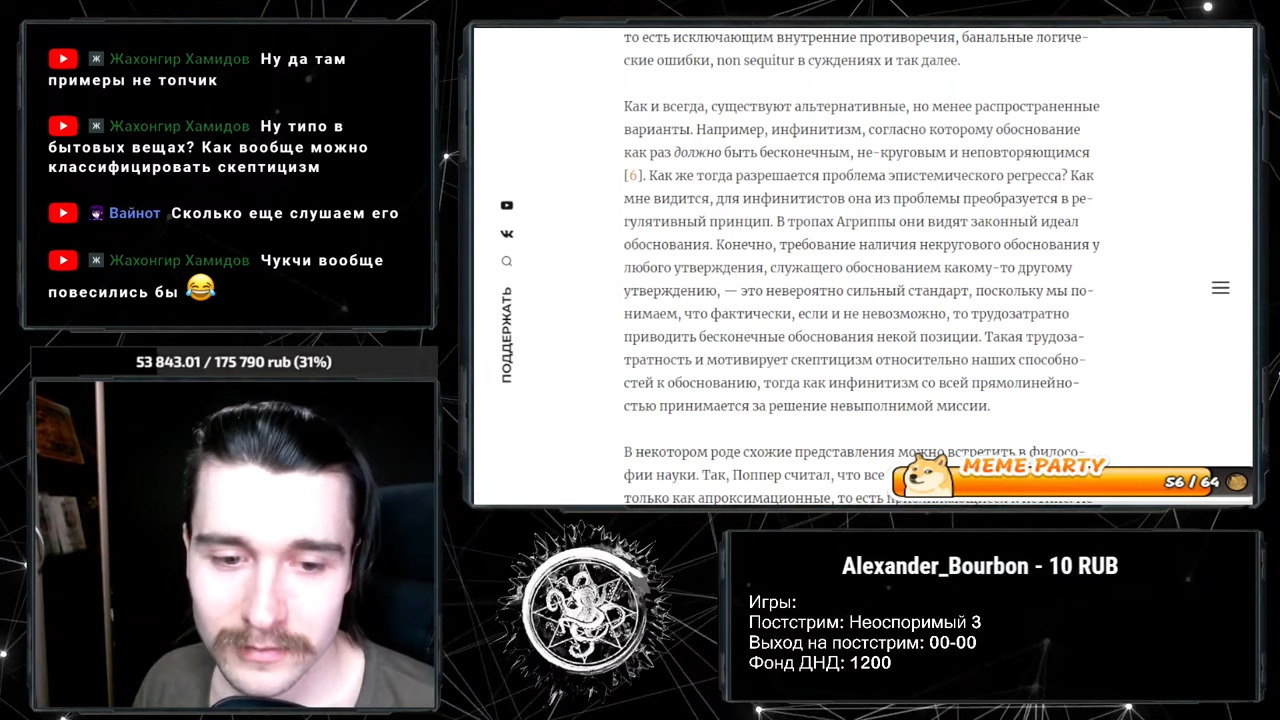 Жахонгир Хамидов Ну да там
примеры не топчик
Жахонгир Хамидов Ну типо в
бытовых вещах? Как вообще можно
классифицировать скептицизм
Вайнот Сколько еще слушаем его
Жахонгир Хамидов Чукчи вообще
повесились бы
53 843.01 / 175 790 rub (31%)
то есть исключающим внутренние противоречия, банальные логиче-
ские ошибки, non sequitur в суждениях и так далее.
Как и всегда, существуют альтернативные, но менее распространенные
варианты. Например, инфинитизм, согласно которому обоснование
как раз должно быть бесконечным, не-круговым и неповторяющимся
[6]. Как же тогда разрешается проблема эпистемического регресса? Как
мне видится, для инфинитистов она из проблемы преобразуется в ре-
гулятивный принцип. В тропах Агриппы они видят законный идеал
обоснования. Конечно, требование наличия некругового обоснования у
любого утверждения, служащего обоснованием какому-то другому
утверждению, — это невероятно сильный стандарт, поскольку мы по-
нимаем, что фактически, если и не невозможно, то трудозатратно
приводить бесконечные обоснования некой позиции. Такая трудоза-
тратность и мотивирует скептицизм относительно наших способно-
стей к обоснованию, тогда как инфинитизм со всей прямолинейно-
стью принимается за решение невыполнимой миссии.
В некотором роде схожие представления можно встретить в филосо-
фии науки. Так, Поппер считал, что все
только как апроксимационные, то есть
ПОДДЕРЖАТЬ
MEME PARTY
56 / 64
Alexander_Bourbon - 10 RUB
Игры:
Постстрим: Неоспоримый 3
Выход на постстрим: 00-00
Фонд ДНД: 1200